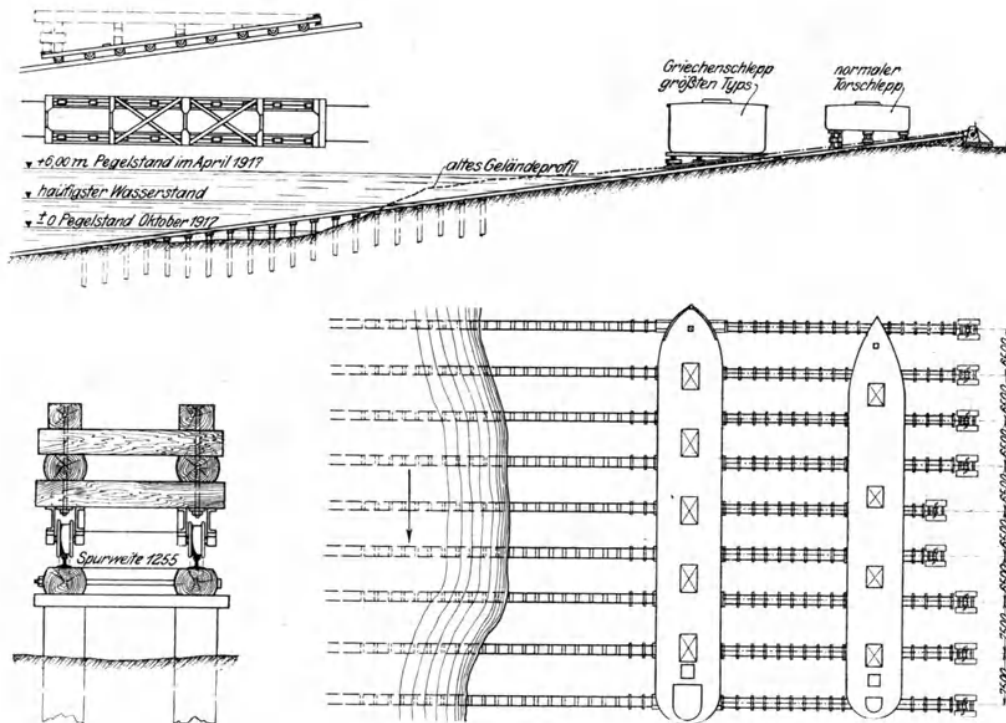 Griechenschlepp
größten Typs
normaler
Torschlepp
+6,00 m Pegelstand im April 1917
altes Geländeprofil
häufigster Wasserstand
±0 Pegelstand Oktober 1917
Spurweite 1255